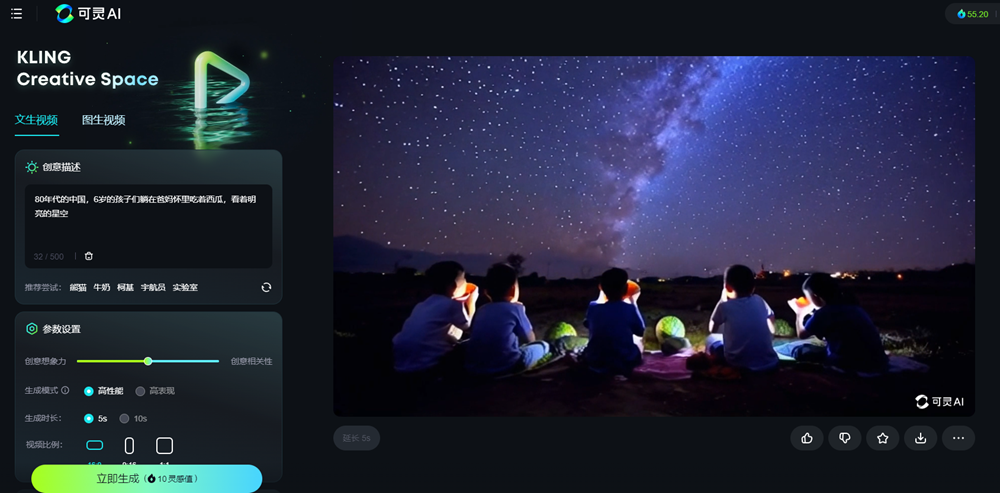 可灵AI
55.20
KLING
Creative Space
文生视频 图生视频
创意描述
80年代的中国，6岁的孩子们躺在爸妈怀里吃着西瓜，看着明
亮的星空
32 / 500
推荐尝试： 熊猫 牛奶 柯基 宇航员 实验室
参数设置
创意想象力 创意相关性
生成模式 高性能 高表现
生成时长： 5s 10s
视频比例：
16:9 9:16 1:1
立即生成（10灵感值）
可灵AI
延长 5s